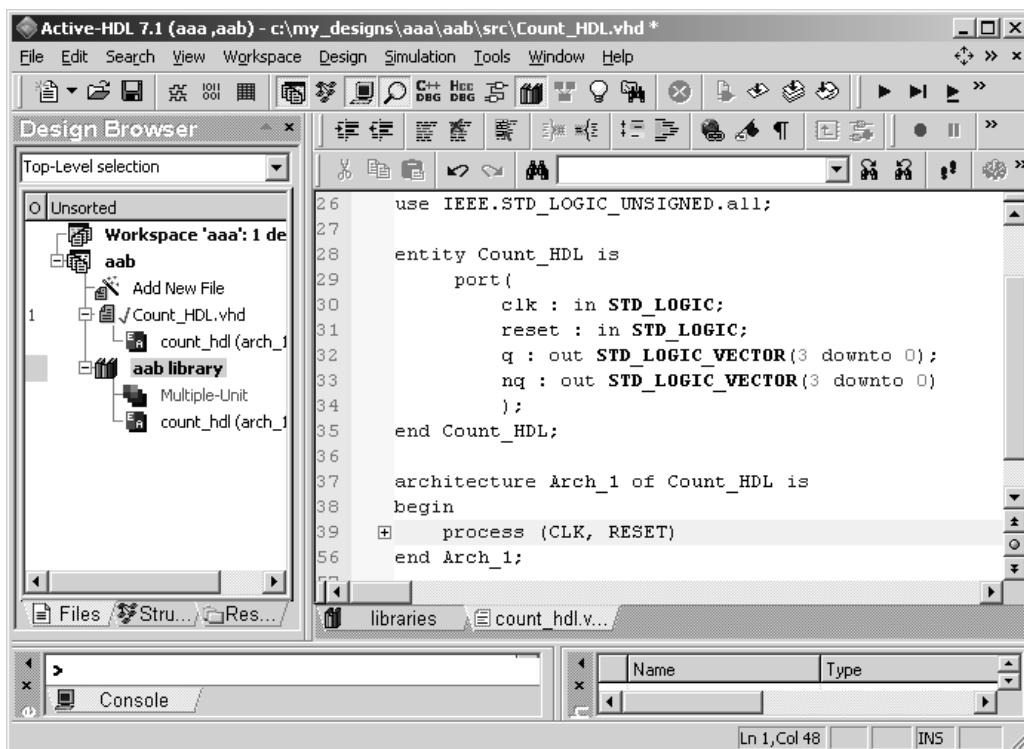 Active-HDL 7.1 (aaa ,aab) - c:\my_designs\aaa\aab\src\Count_HDL.vhd *
File Edit Search View Workspace Design Simulation Tools Window Help
C++ DBG HDL DBG
Design Browser
Top-Level selection
O Unsorted
Workspace 'aaa': 1 de
aab
Add New File
1 Count_HDL.vhd
count_hdl (arch_1
aab library
Multiple-Unit
count_hdl (arch_1
Files Stru... Res...
26 use IEEE.STD_LOGIC_UNSIGNED.all;
27
28 entity Count_HDL is
29 port(
30 clk : in STD_LOGIC;
31 reset : in STD_LOGIC;
32 q : out STD_LOGIC_VECTOR(3 downto 0);
33 nq : out STD_LOGIC_VECTOR(3 downto 0)
34 );
35 end Count_HDL;
36
37 architecture Arch_1 of Count_HDL is
38 begin
39 process (CLK, RESET)
56 end Arch_1;
57
libraries count_hdl.v...
>
Console
Name Type
Ln 1,Col 48 INS